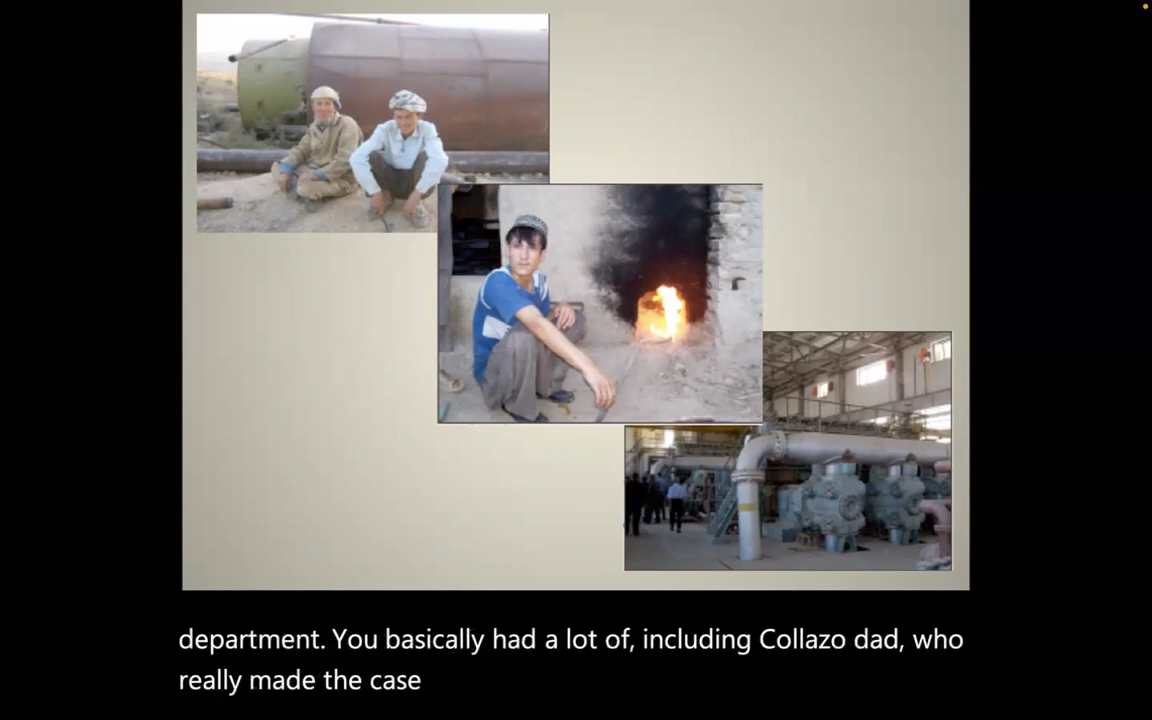 department. You basically had a lot of, including Collazo dad, who
really made the case